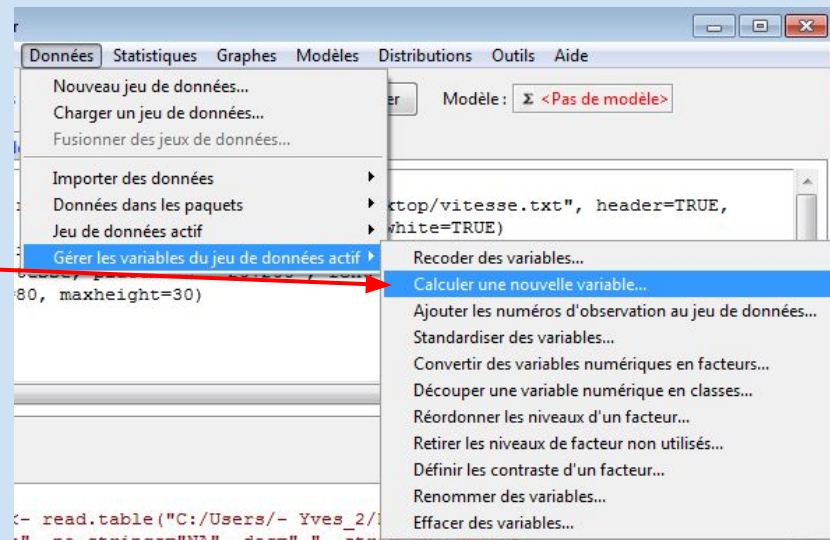 r
Données Statistiques Graphes Modèles Distributions Outils Aide
Nouveau jeu de données...
er Modèle : Σ <Pas de modèle>
Charger un jeu de données...
Fusionner des jeux de données...
Importer des données
Données dans les paquets
ktop/vitesse.txt", header=TRUE,
Jeu de données actif
white=TRUE)
Gérer les variables du jeu de données actif
Recoder des variables...
Calculer une nouvelle variable...
=80, maxheight=30)
Ajouter les numéros d'observation au jeu de données...
Standardiser des variables...
Convertir des variables numériques en facteurs...
Découper une variable numérique en classes...
Réordonner les niveaux d'un facteur...
Retirer les niveaux de facteur non utilisés...
Définir les contraste d'un facteur...
Renommer des variables...
<- read.table("C:/Users/- Yves_2/
Effacer des variables...